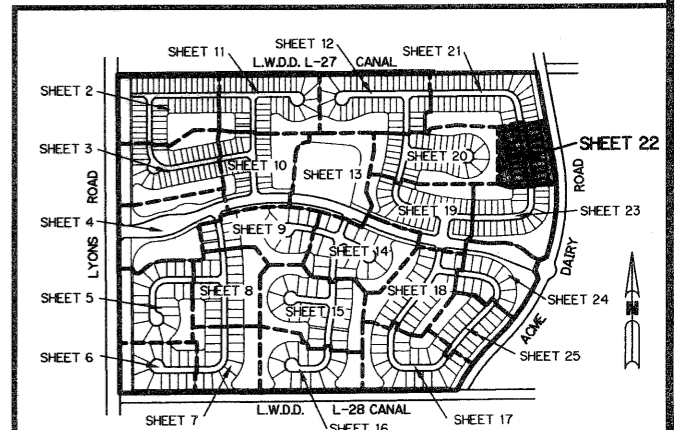 SHEET 12
SHEET 21
SHEET 11
L.W.D.D. L-27 CANAL
SHEET 2
SHEET 22
SHEET 3
SHEET 10
SHEET 13
SHEET 20
ROAD
ROAD
SHEET 19
SHEET 23
SHEET 4
SHEET 9
SHEET 14
LYONS
DAIRY
SHEET 8
SHEET 18
SHEET 24
SHEET 5
SHEET 15
N
ACME
SHEET 25
SHEET 6
L.W.D.D. L-28 CANAL
SHEET 7
SHEET 17
SHEET 16